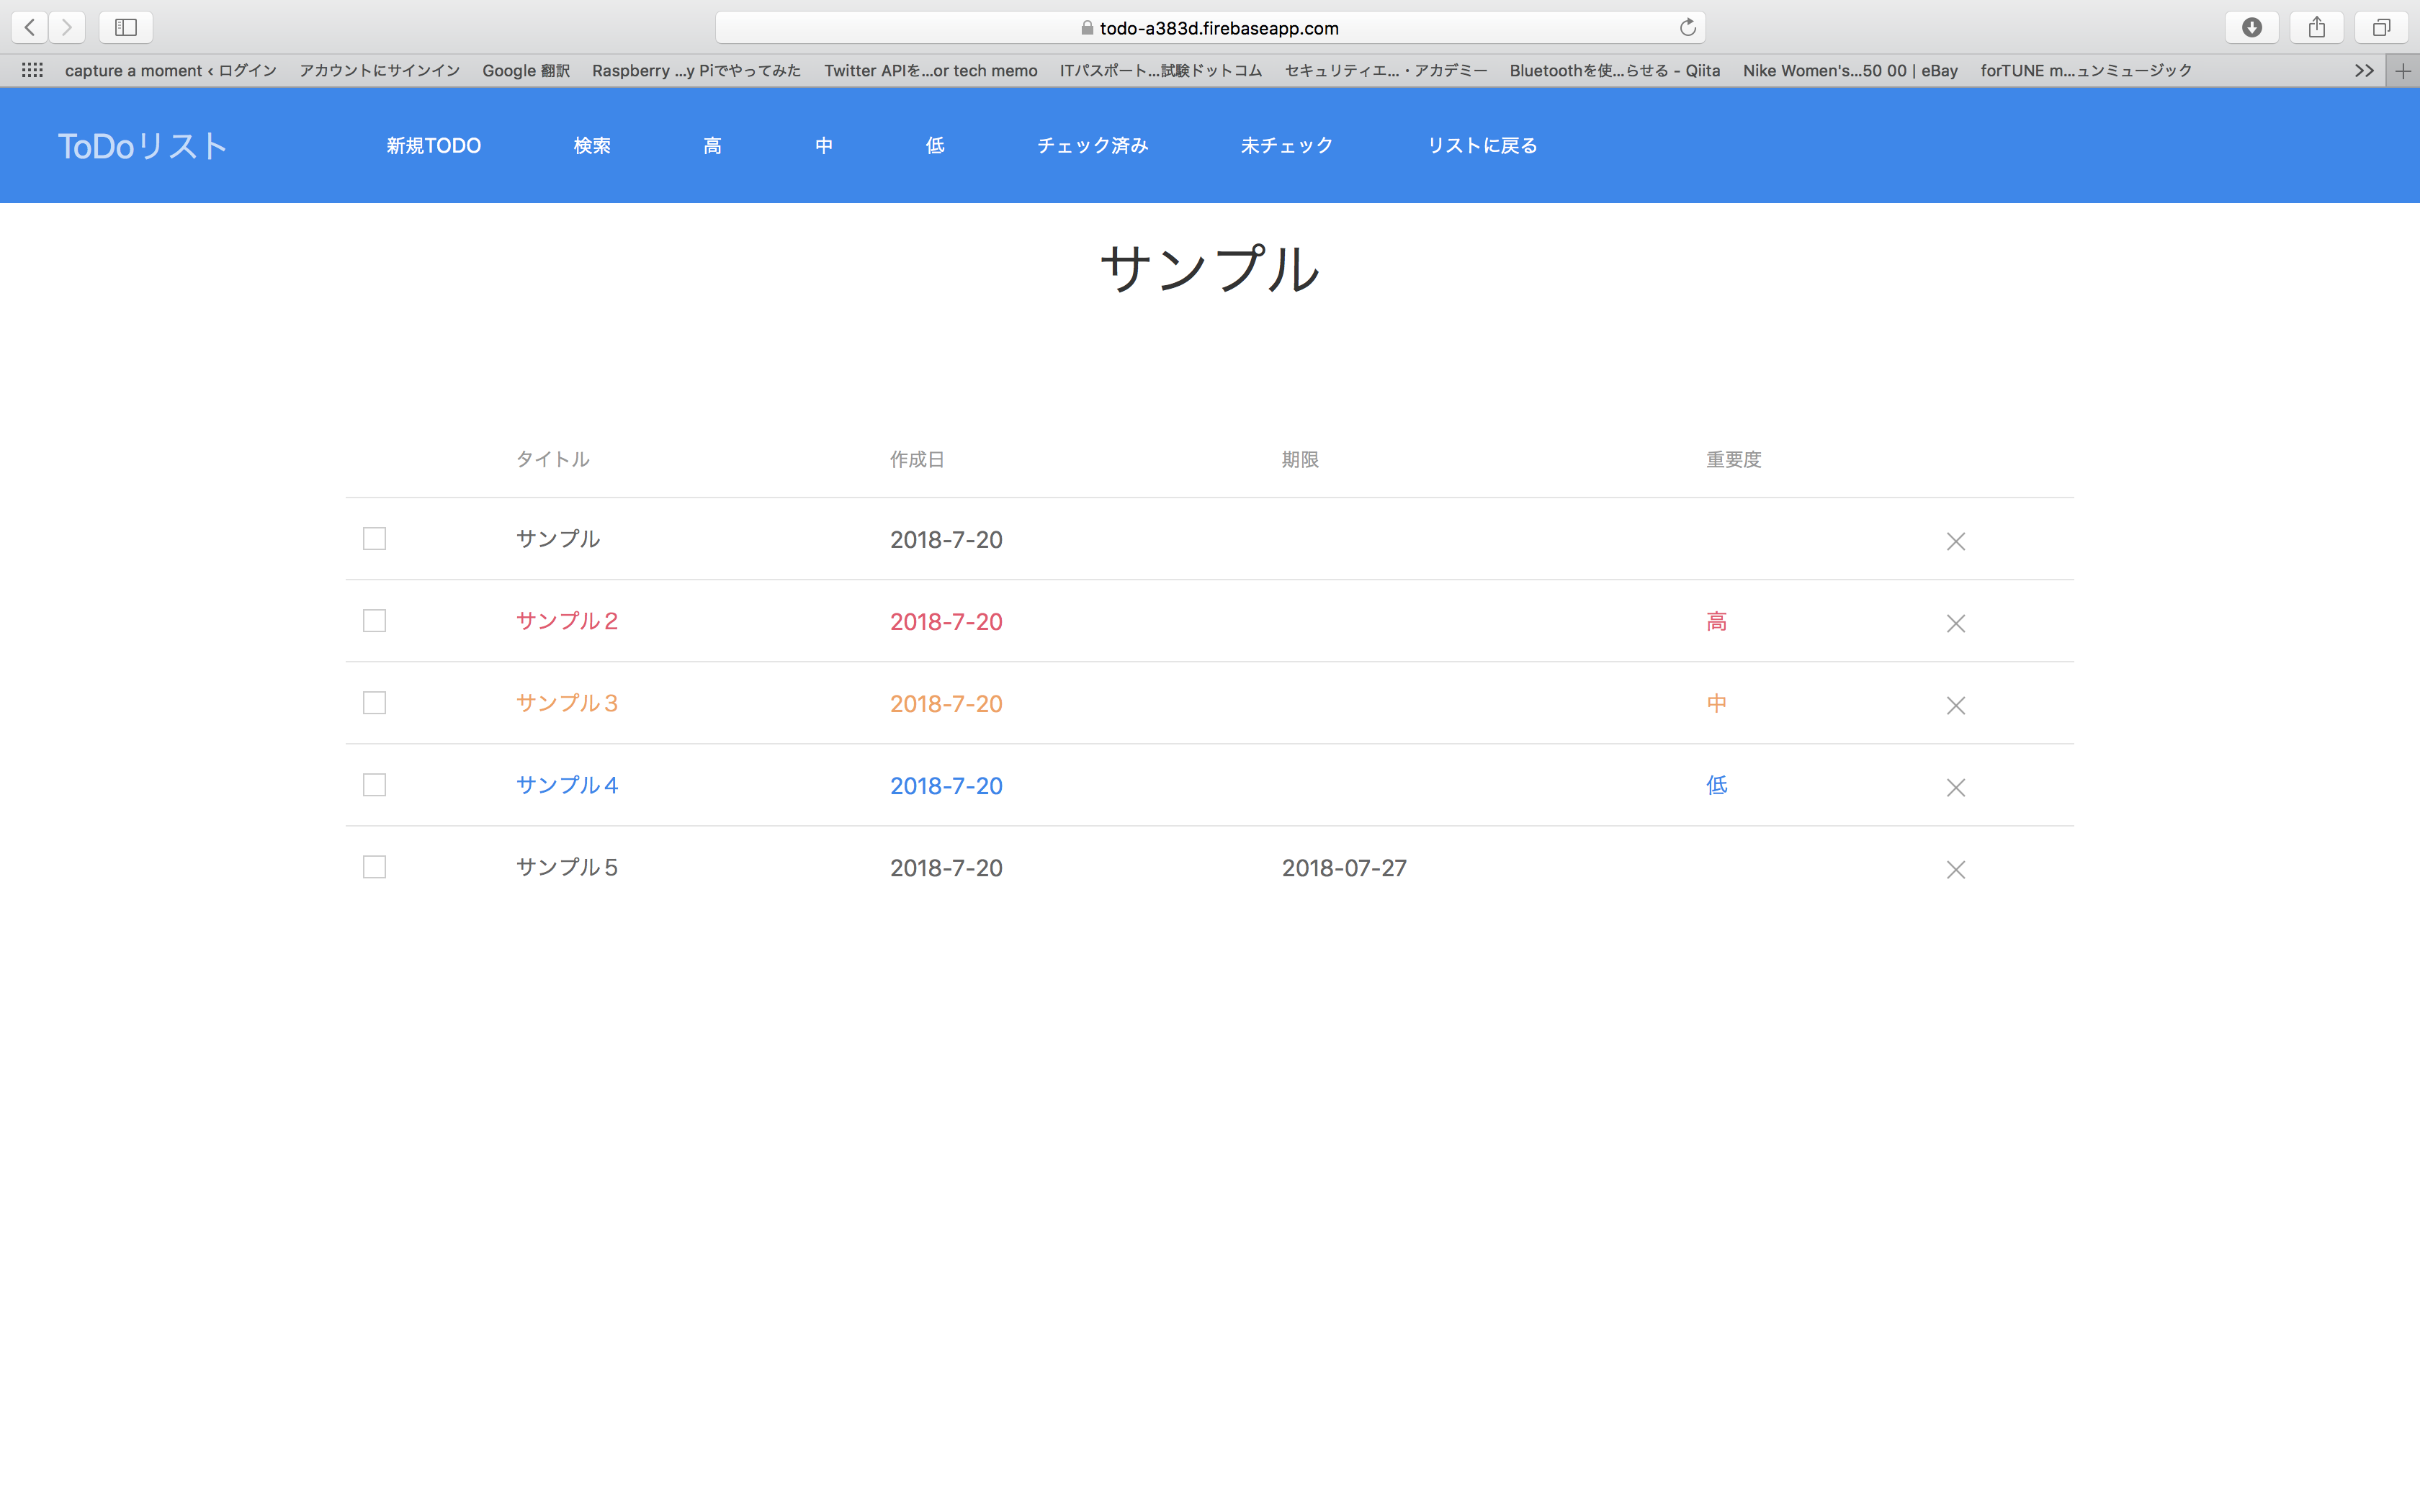 todo-a383d.firebaseapp.com
capture a moment ‹ ログイン アカウントにサインイン Google 翻訳 Raspberry ...y Piでやってみた Twitter APIを...or tech memo ITパスポート...試験ドットコム セキュリティエ...・アカデミー Bluetoothを使...らせる - Qiita Nike Women's...50 00 | eBay forTUNE m...ュンミュージック
ToDoリスト 新規TODO 検索 高 中 低 チェック済み 未チェック リストに戻る
サンプル
タイトル 作成日 期限 重要度
サンプル 2018-7-20
サンプル２ 2018-7-20 高
サンプル３ 2018-7-20 中
サンプル４ 2018-7-20 低
サンプル５ 2018-7-20 2018-07-27